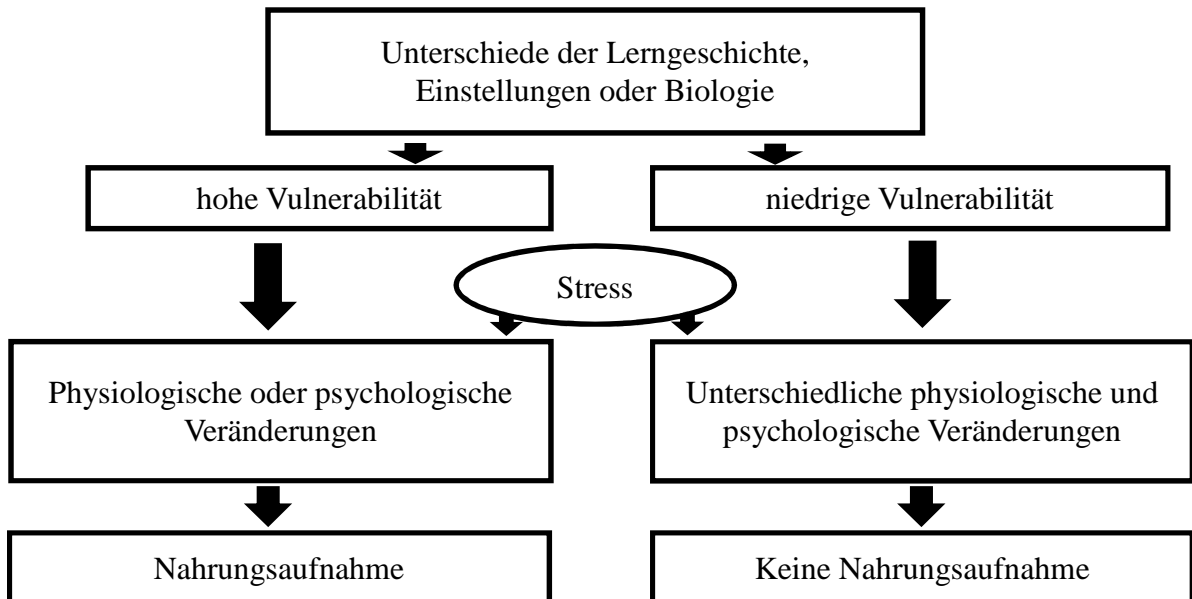 Unterschiede der Lerngeschichte,
Einstellungen oder Biologie
hohe Vulnerabilität
niedrige Vulnerabilität
Stress
Physiologische oder psychologische
Veränderungen
Unterschiedliche physiologische und
psychologische Veränderungen
Nahrungsaufnahme
Keine Nahrungsaufnahme